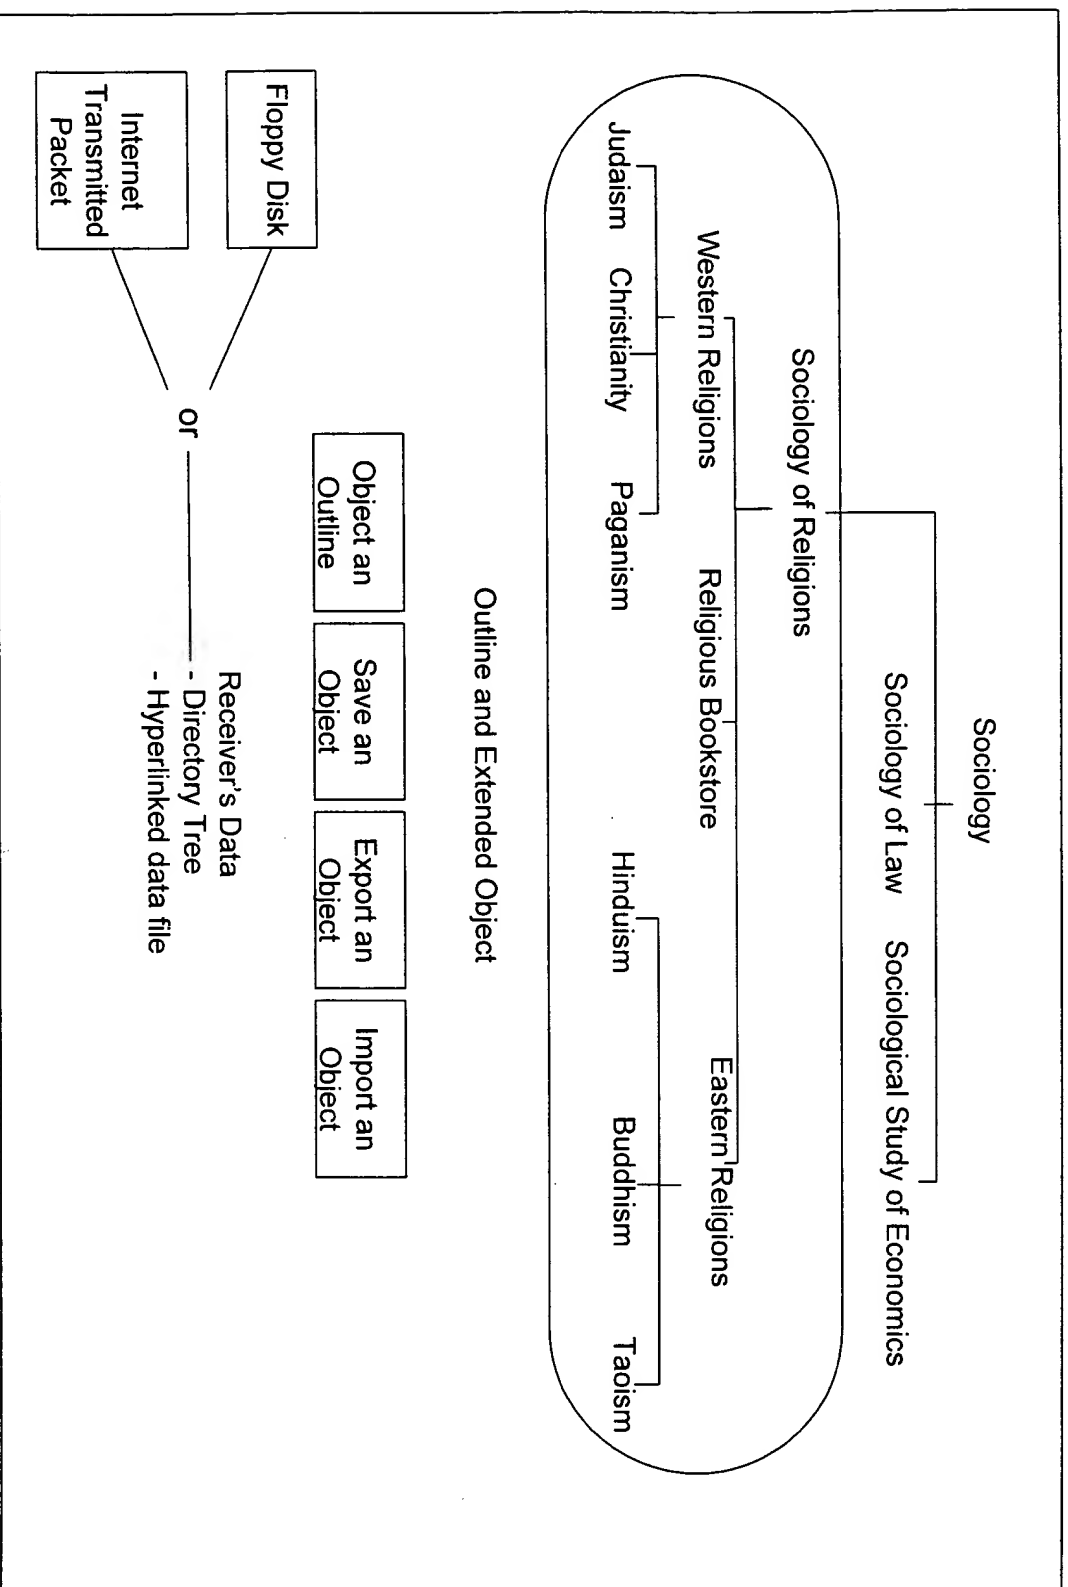 Sociology
Sociology of Religions
Sociology of Law
Sociological Study of Economics
Western Religions
Religious Bookstore
Eastern Religions
Judaism
Christianity
Paganism
Hinduism
Buddhism
Taoism
Outline and Extended Object
Object an
Outline
Save an
Object
Export an
Object
Import an
Object
Floppy Disk
Internet
Transmitted
Packet
or
Receiver's Data
- Directory Tree
- Hyperlinked data file